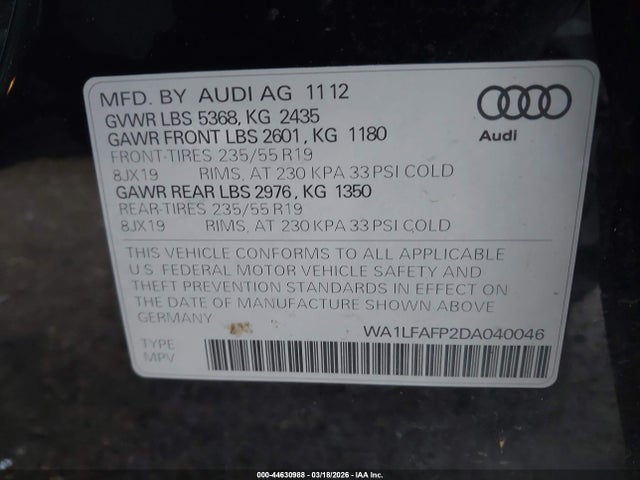 MFD. BY AUDI AG 11 12
GVWR LBS 5368, KG 2435
GAWR FRONT LBS 2601, KG 1180
FRONT-TIRES 235/55 R19
8JX19 RIMS, AT 230 KPA 33 PSI COLD
GAWR REAR LBS 2976, KG 1350
REAR-TIRES 235/55 R19
8JX19 RIMS, AT 230 KPA 33 PSI COLD
Audi
THIS VEHICLE CONFORMS TO ALL APPLICABLE
U.S. FEDERAL MOTOR VEHICLE SAFETY AND
THEFT PREVENTION STANDARDS IN EFFECT ON
THE DATE OF MANUFACTURE SHOWN ABOVE
GERMANY
WA1LFAFP2DA040046
TYPE
MPV
000-44630988 - 03/18/2026 - IAA Inc.